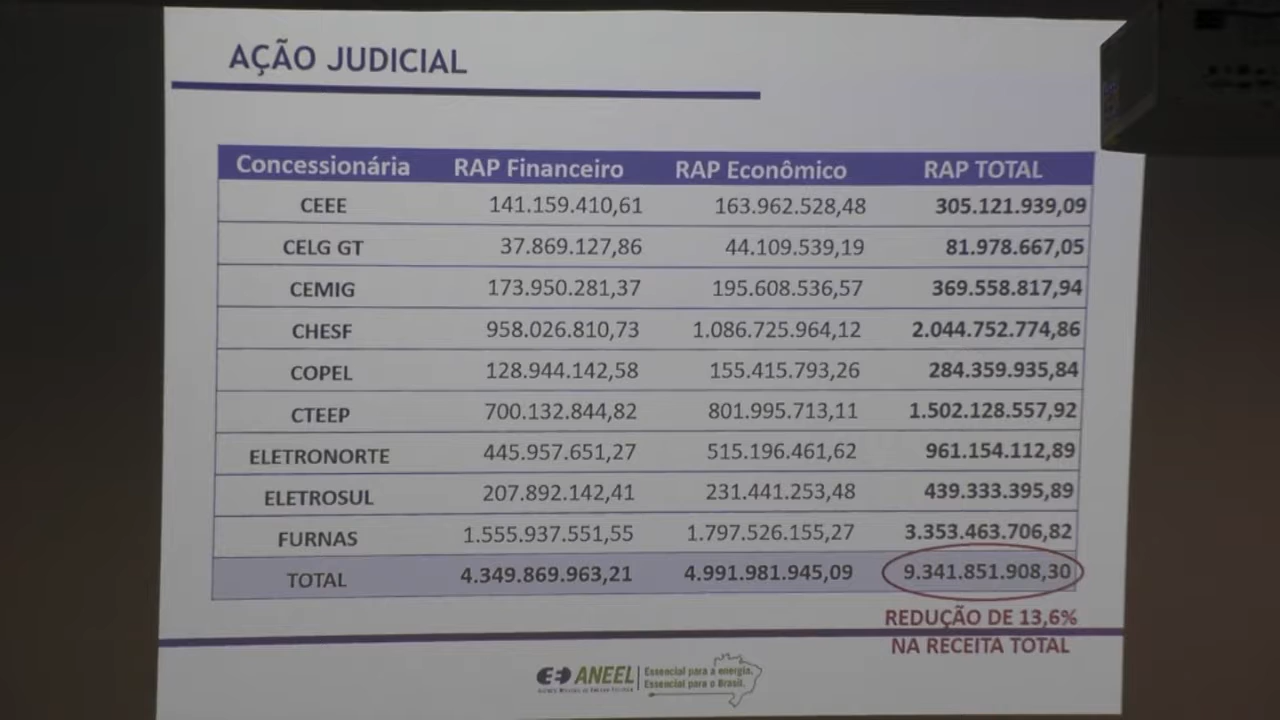 AÇÃO JUDICIAL
Concessionária RAP Financeiro RAP Econômico RAP TOTAL
CEEE 141.159.410,61 163.962.528,48 305.121.939,09
CELG GT 37.869.127,86 44.109.539,19 81.978.667,05
CEMIG 173.950.281,37 195.608.536,57 369.558.817,94
CHESF 958.026.810,73 1.086.725.964,12 2.044.752.774,86
COPEL 128.944.142,58 155.415.793,26 284.359.935,84
CTEEP 700.132.844,82 801.995.713,11 1.502.128.557,92
ELETRONORTE 445.957.651,27 515.196.461,62 961.154.112,89
ELETROSUL 207.892.142,41 231.441.253,48 439.333.395,89
FURNAS 1.555.937.551,55 1.797.526.155,27 3.353.463.706,82
TOTAL 4.349.869.963,21 4.991.981.945,09 9.341.851.908,30
REDUÇÃO DE 13,6%
NA RECEITA TOTAL
ANEEL
Essencial para a energia.
Essencial para o Brasil.